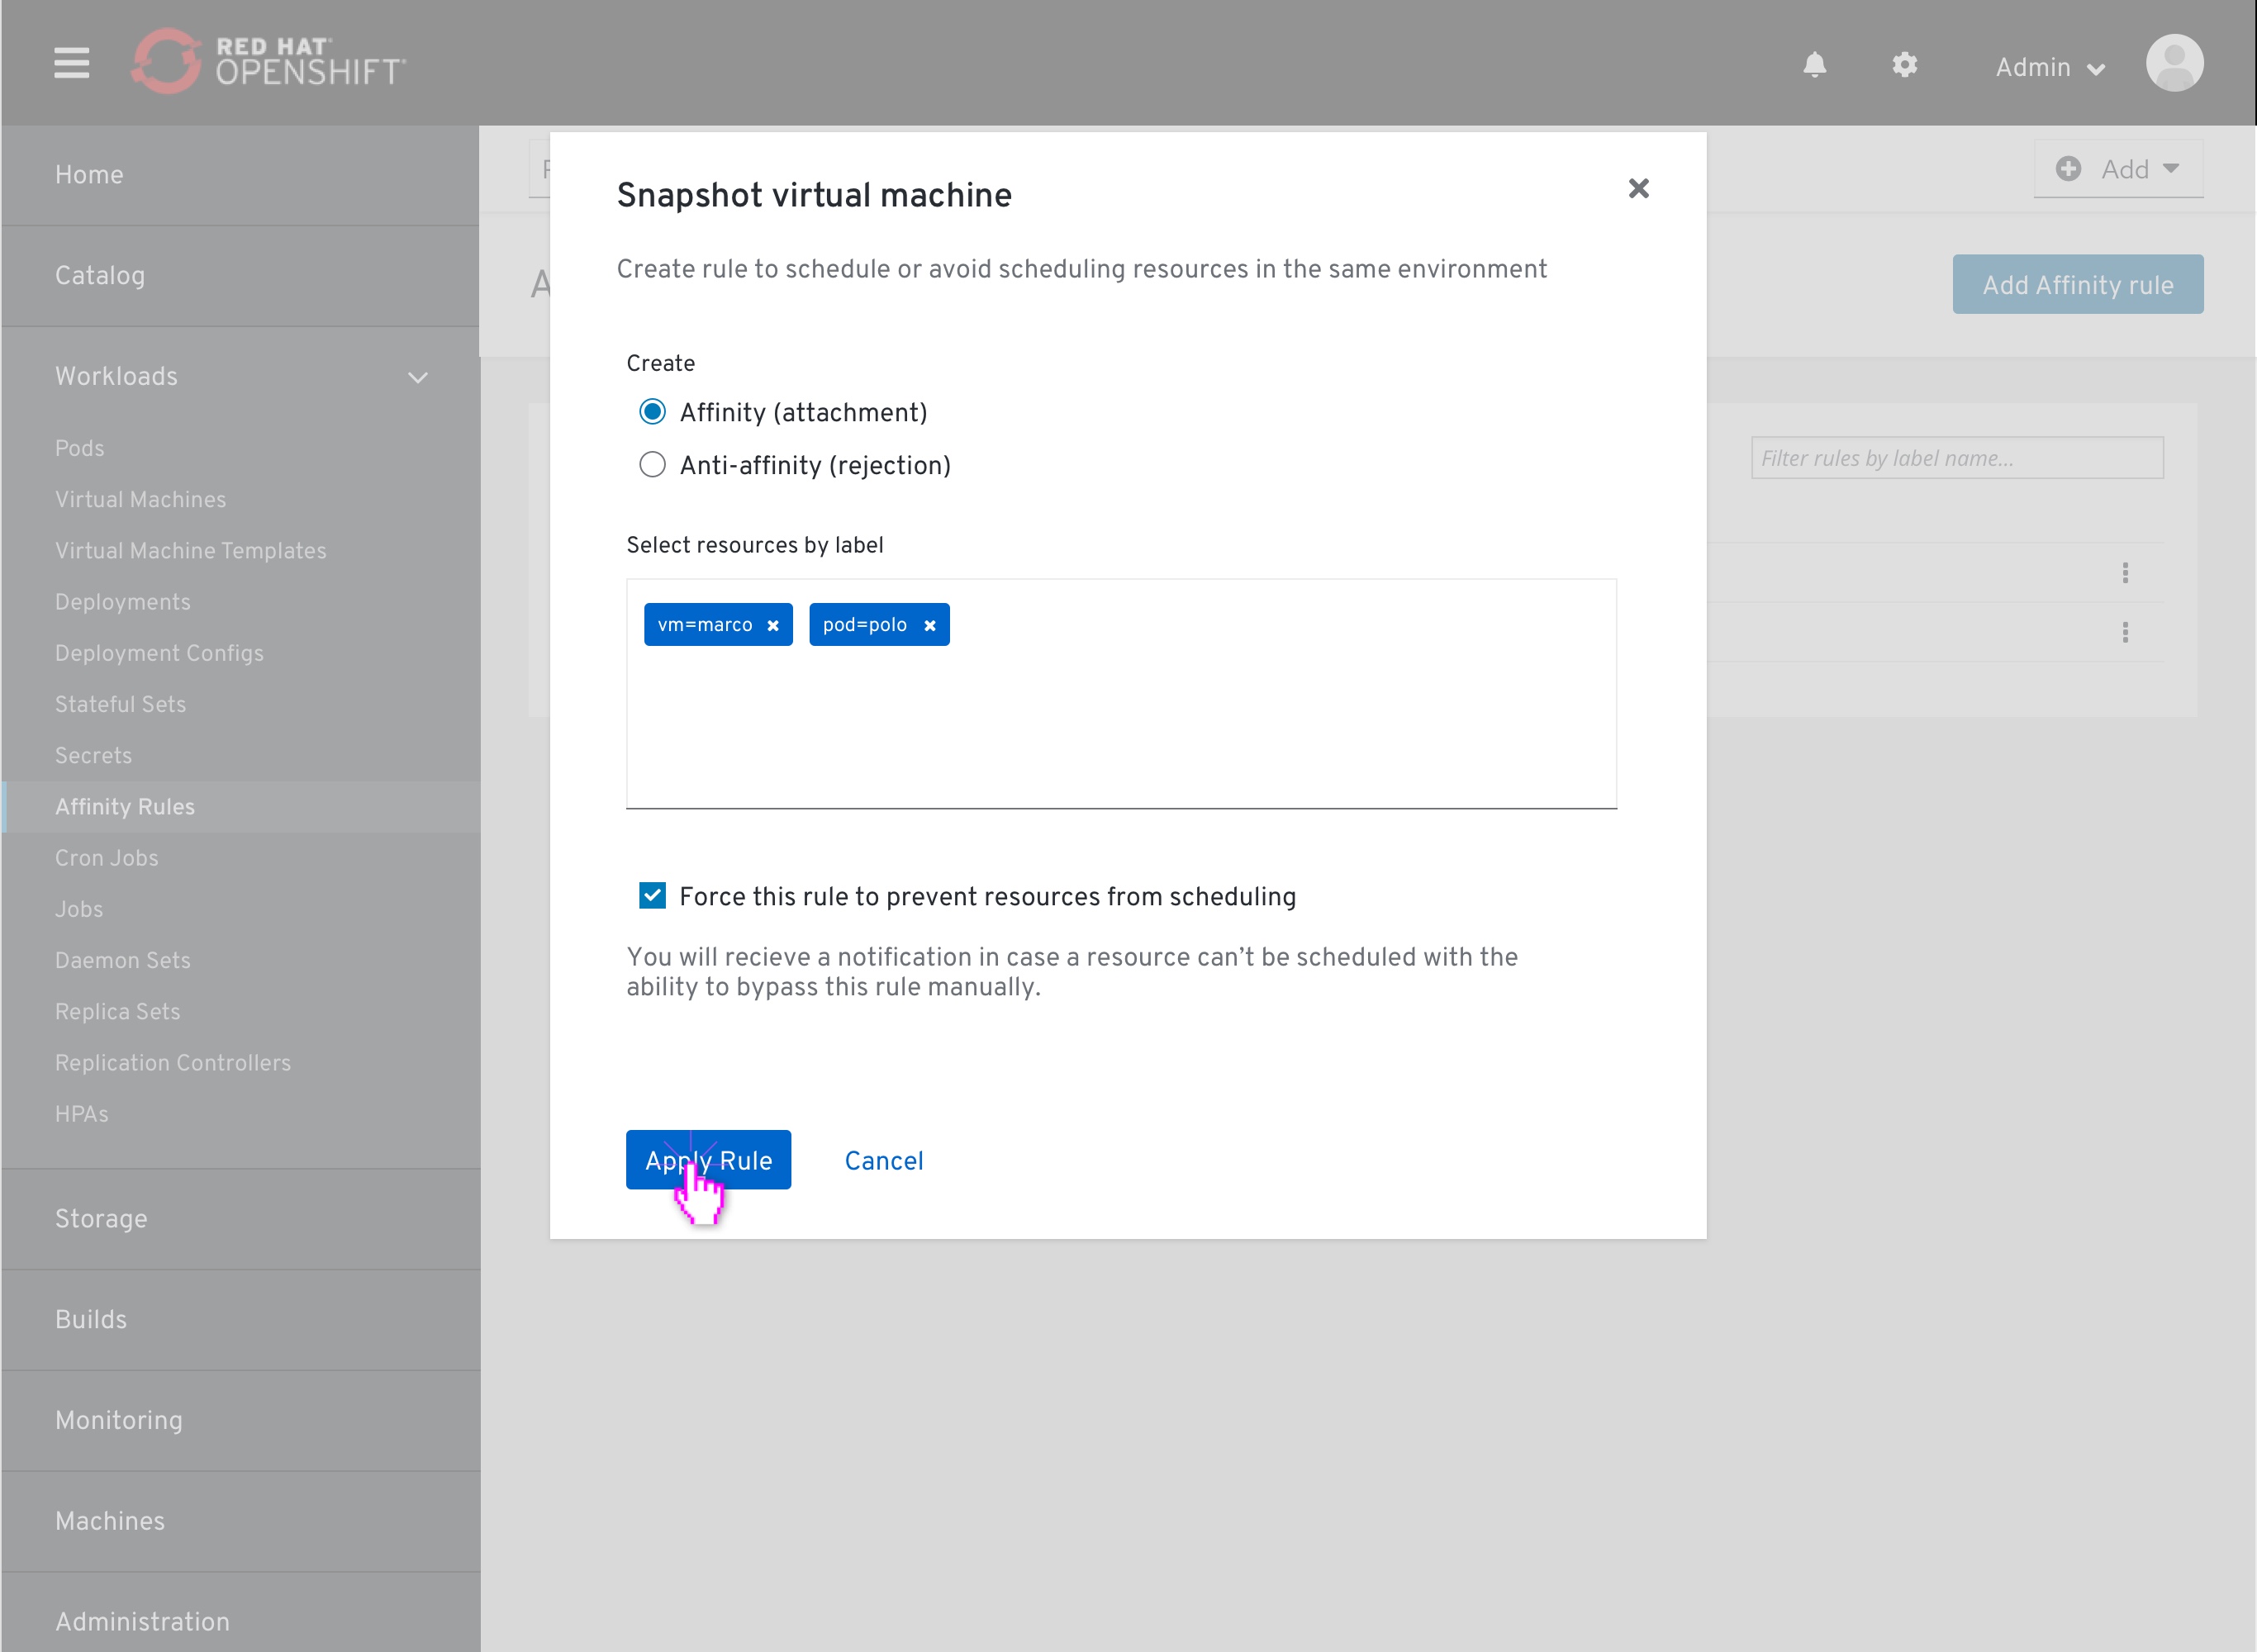 RED HAT®
OPENSHIFT®
Admin
Home
Catalog
Workloads
Pods
Virtual Machines
Virtual Machine Templates
Deployments
Deployment Configs
Stateful Sets
Secrets
Affinity Rules
Cron Jobs
Jobs
Daemon Sets
Replica Sets
Replication Controllers
HPAs
Storage
Builds
Monitoring
Machines
Administration
Add
Add Affinity rule
Filter rules by label name...
Snapshot virtual machine
Create rule to schedule or avoid scheduling resources in the same environment
Create
Affinity (attachment)
Anti-affinity (rejection)
Select resources by label
vm=marco
pod=polo
Force this rule to prevent resources from scheduling
You will recieve a notification in case a resource can’t be scheduled with the
ability to bypass this rule manually.
Apply Rule
Cancel